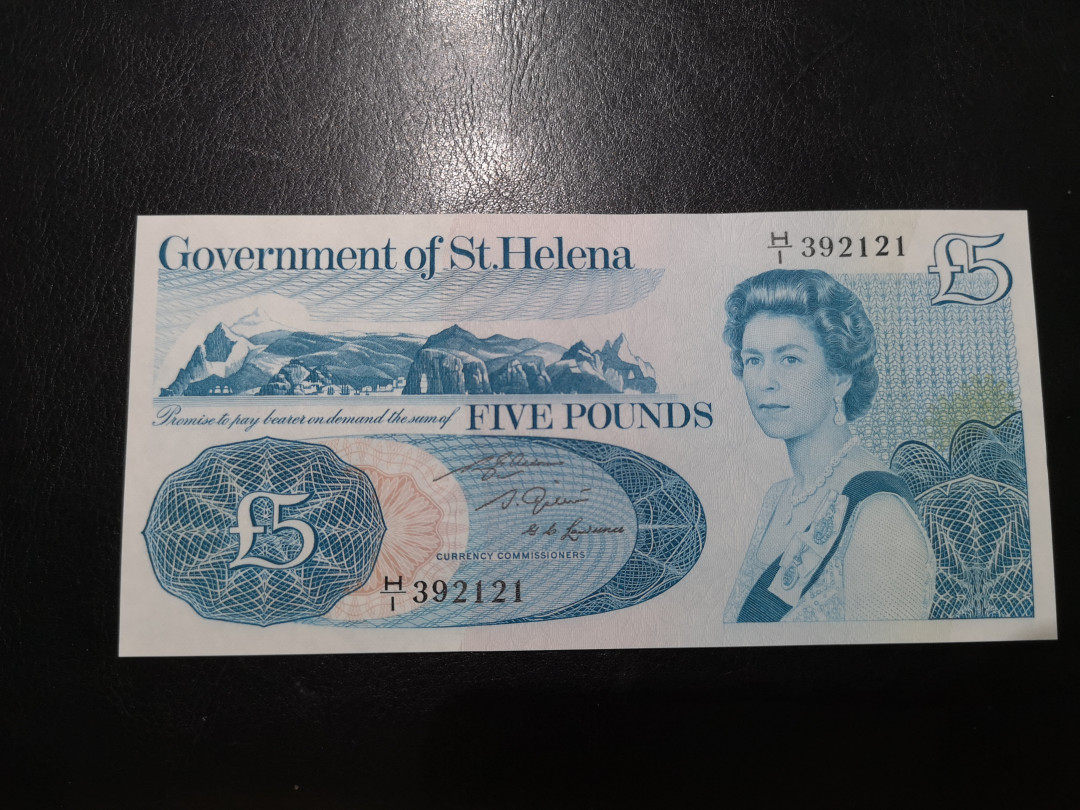 Government of St. Helena
H/1 392121
£5
Promise to pay bearer on demand the sum of FIVE POUNDS
£5
G C Lawrence
CURRENCY COMMISSIONERS
H/1 392121